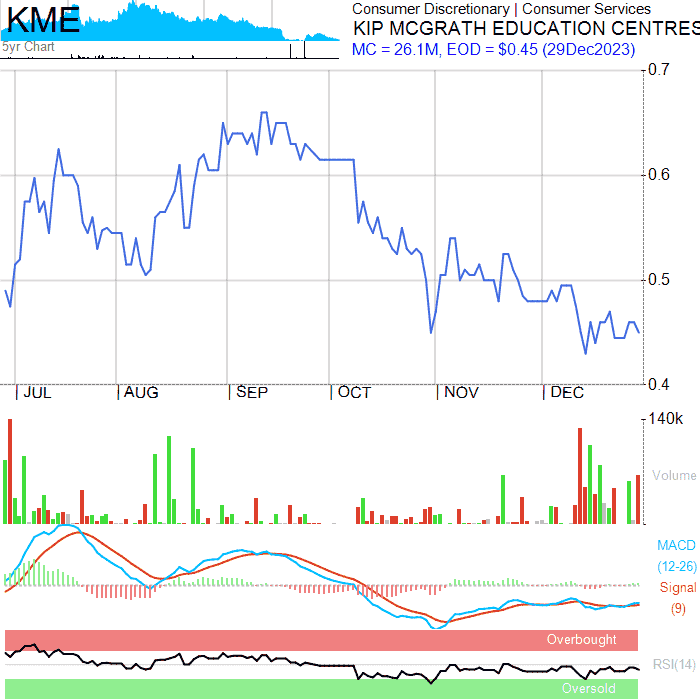 KME
5yr Chart
Consumer Discretionary | Consumer Services
KIP MCGRATH EDUCATION CENTRES
MC = 26.1M, EOD = $0.45 (29Dec2023)
0.7
0.6
0.5
0.4
JUL
AUG
SEP
OCT
NOV
DEC
140k
Volume
MACD
(12-26)
Signal
(9)
Overbought
RSI(14)
Oversold